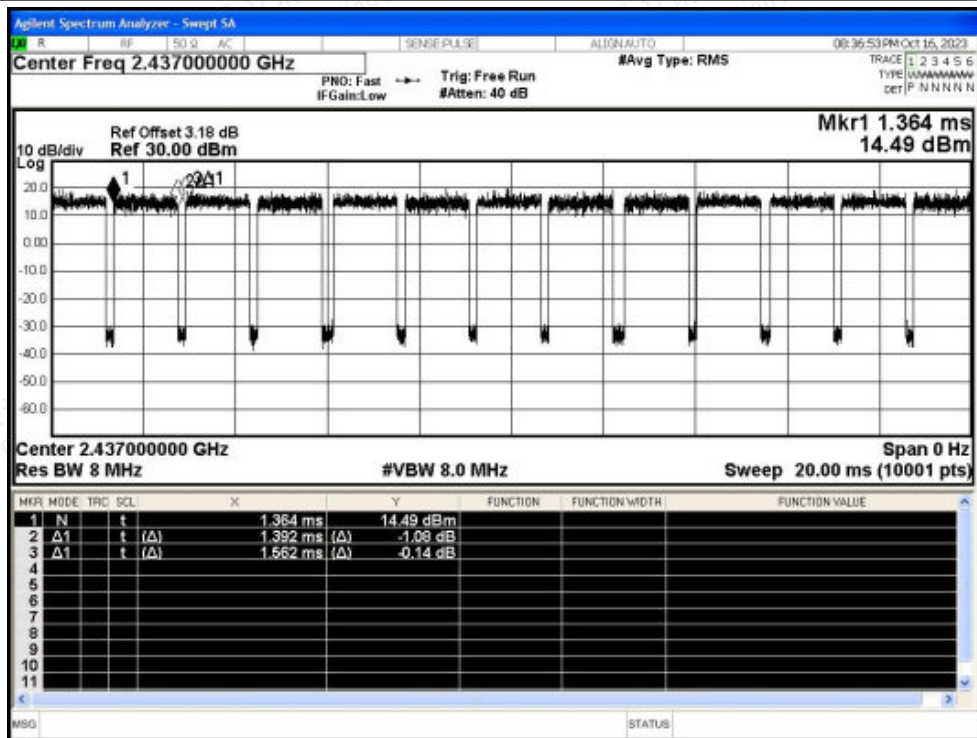 Agilent Spectrum Analyzer - Swept SA
R RF 50 Ω AC SENSE:PULSE ALIGNAUTO 08:36:53 PM Oct 16, 2023
Center Freq 2.437000000 GHz #Avg Type: RMS TRACE 1 2 3 4 5 6
PNO: Fast Trig: Free Run TYPE
IFGain:Low #Atten: 40 dB DET P N N N N N
Mkr1 1.364 ms
Ref Offset 3.18 dB
10 dB/div Ref 30.00 dBm 14.49 dBm
Log
1 2Δ1 3Δ1
20.0
10.0
0.00
-10.0
-20.0
-30.0
-40.0
-50.0
-60.0
Center 2.437000000 GHz Span 0 Hz
Res BW 8 MHz #VBW 8.0 MHz Sweep 20.00 ms (10001 pts)
MKR MODE TRC SCL X Y FUNCTION FUNCTION WIDTH FUNCTION VALUE
1 N t 1.364 ms 14.49 dBm
2 Δ1 t (Δ) 1.392 ms (Δ) -1.08 dB
3 Δ1 t (Δ) 1.562 ms (Δ) -0.14 dB
4
5
6
7
8
9
10
11
MSG STATUS